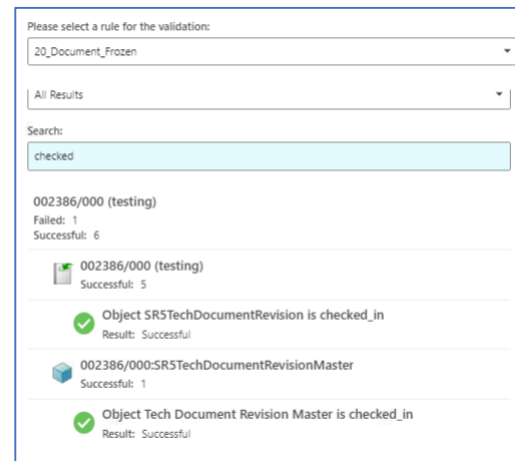 Please select a rule for the validation:
20_Document_Frozen
All Results
Search:
checked
002386/000 (testing)
Failed: 1
Successful: 6
002386/000 (testing)
Successful: 5
Object SR5TechDocumentRevision is checked_in
Result: Successful
002386/000:SR5TechDocumentRevisionMaster
Successful: 1
Object Tech Document Revision Master is checked_in
Result: Successful